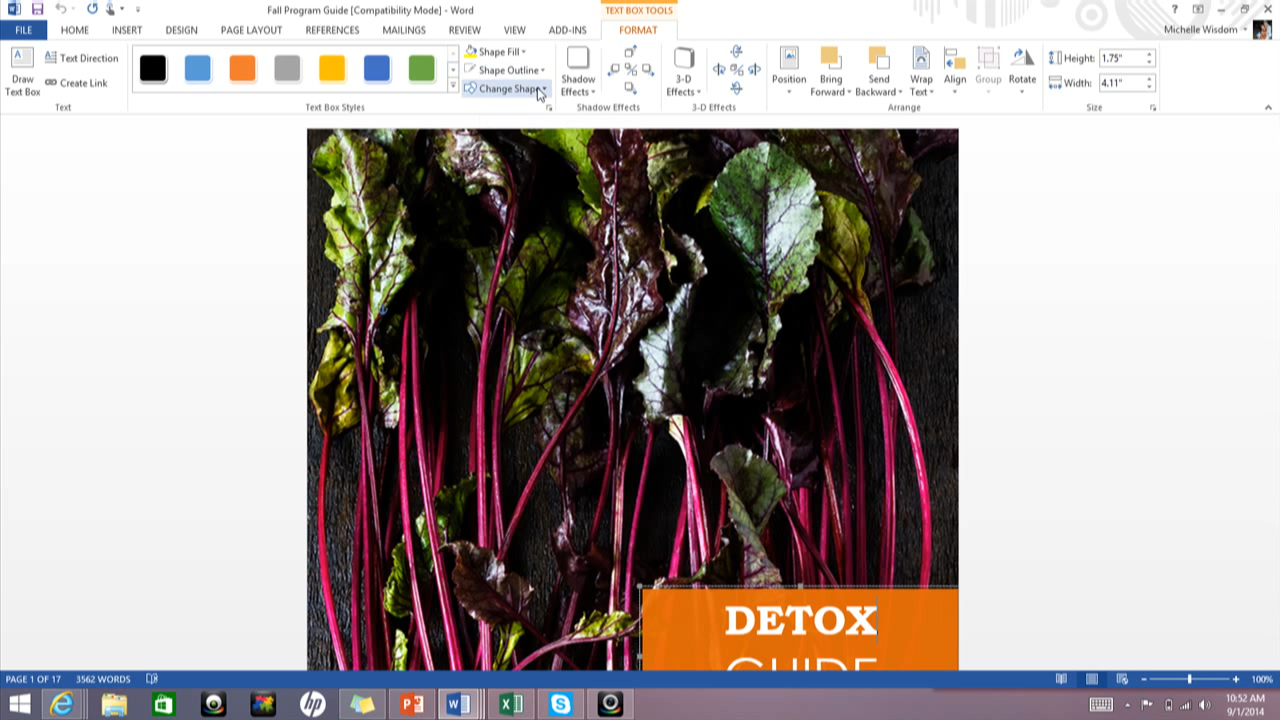 Fall Program Guide [Compatibility Mode] - Word
TEXT BOX TOOLS
?
FILE HOME INSERT DESIGN PAGE LAYOUT REFERENCES MAILINGS REVIEW VIEW ADD-INS FORMAT
Michelle Wisdom
Draw
Text Box
Text Direction
Create Link
Text
Text Box Styles
Shape Fill
Shape Outline
Change Shape
Shadow
Effects
Shadow Effects
3-D
Effects
3-D Effects
Position
Bring
Forward
Send
Backward
Wrap
Text
Align
Group
Rotate
Arrange
Height: 1.75"
Width: 4.11"
Size
DETOX
GUIDE
PAGE 1 OF 17 3562 WORDS
100%
10:52 AM
9/1/2014